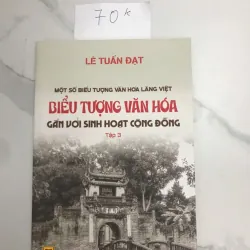 70k
LÊ TUẤN ĐẠT
MỘT SỐ BIỂU TƯỢNG VĂN HÓA LÀNG VIỆT
BIỂU TƯỢNG VĂN HÓA
GẮN VỚI SINH HOẠT CỘNG ĐỒNG
Tập 3